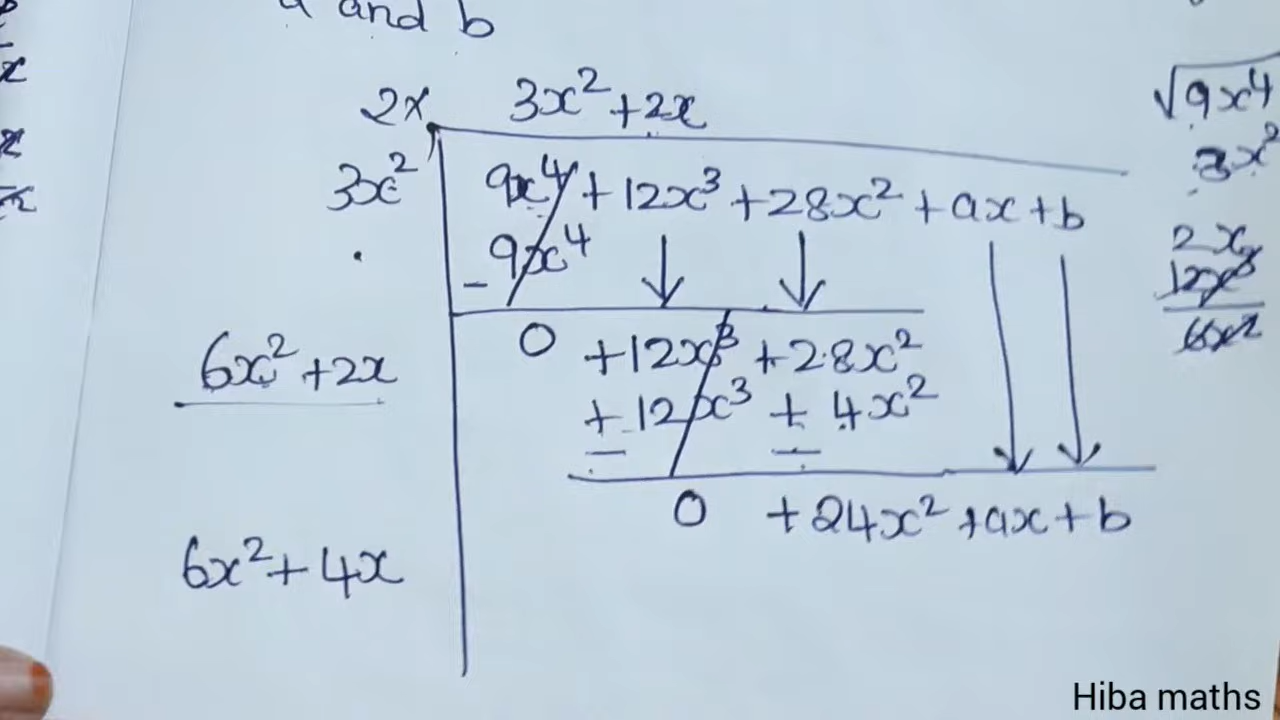 a and b
2x 3x² + 2x
√9x⁴
3x² 9x⁴ + 12x³ + 28x² + ax + b
3x²
- 9x⁴
2x
12x³
6x²
0 + 12x³ + 28x²
6x² + 2x
+ 12x³ + 4x²
- -
0 + 24x² + ax + b
6x² + 4x
Hiba maths